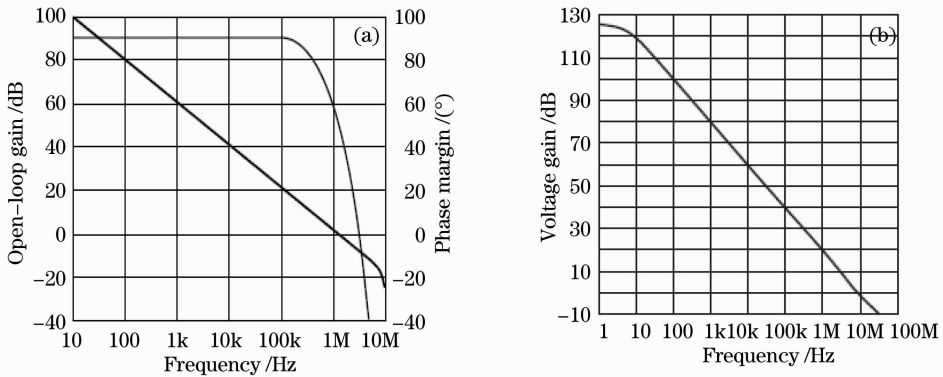 100
80
60
40
20
0
−20
−40
Open−loop gain /dB
(a)
100
80
60
40
20
0
−20
−40
Phase margin /(°)
10 100 1k 10k 100k 1M 10M
Frequency /Hz
130
110
90
70
50
30
10
−10
Voltage gain /dB
(b)
1 10 100 1k10k 100k 1M 10M 100M
Frequency /Hz